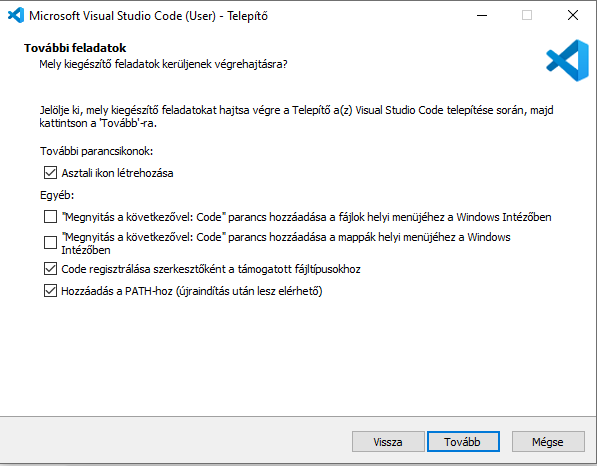 Microsoft Visual Studio Code (User) - Telepítő
További feladatok
Mely kiegészítő feladatok kerüljenek végrehajtásra?
Jelölje ki, mely kiegészítő feladatokat hajtsa végre a Telepítő a(z) Visual Studio Code telepítése során, majd
kattintson a 'Tovább'-ra.
További parancsikonok:
Asztali ikon létrehozása
Egyéb:
"Megnyitás a következővel: Code" parancs hozzáadása a fájlok helyi menüjéhez a Windows Intézőben
"Megnyitás a következővel: Code" parancs hozzáadása a mappák helyi menüjéhez a Windows
Intézőben
Code regisztrálása szerkesztőként a támogatott fájltípusokhoz
Hozzáadás a PATH-hoz (újraindítás után lesz elérhető)
Vissza Tovább Mégse